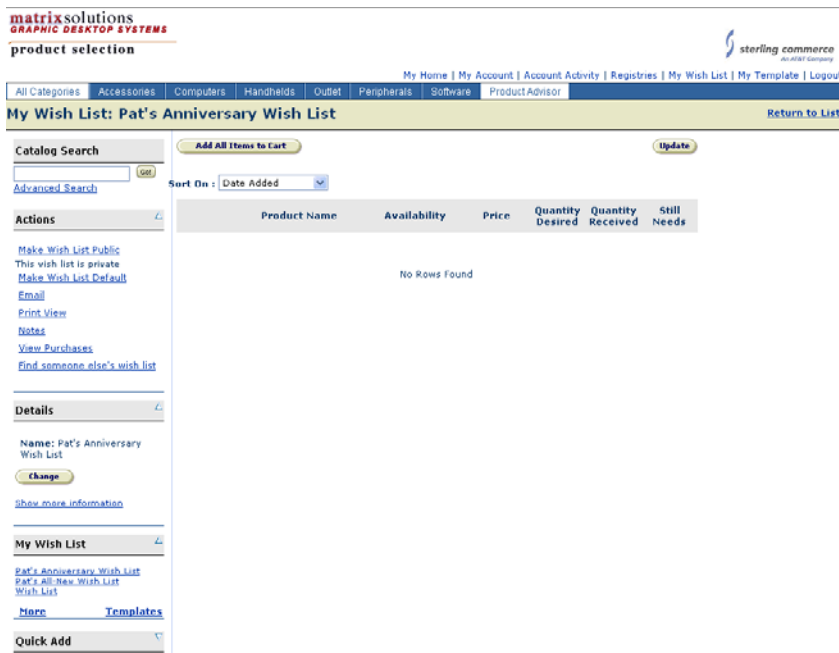 matrixsolutions
GRAPHIC DESKTOP SYSTEMS
product selection
sterling commerce
An AT&T Company
My Home | My Account | Account Activity | Registries | My Wish List | My Template | Logout
All Categories Accessories Computers Handhelds Outlet Peripherals Software Product Advisor
My Wish List: Pat's Anniversary Wish List Return to List
Catalog Search
Go!
Advanced Search
Add All Items to Cart Update
Sort On : Date Added
Product Name Availability Price Quantity Desired Quantity Received Still Needs
No Rows Found
Actions
Make Wish List Public
This wish list is private
Make Wish List Default
Email
Print View
Notes
View Purchases
Find someone else's wish list
Details
Name: Pat's Anniversary
Wish List
Change
Show more information
My Wish List
Pat's Anniversary Wish List
Pat's All-New Wish List
Wish List
More Templates
Quick Add